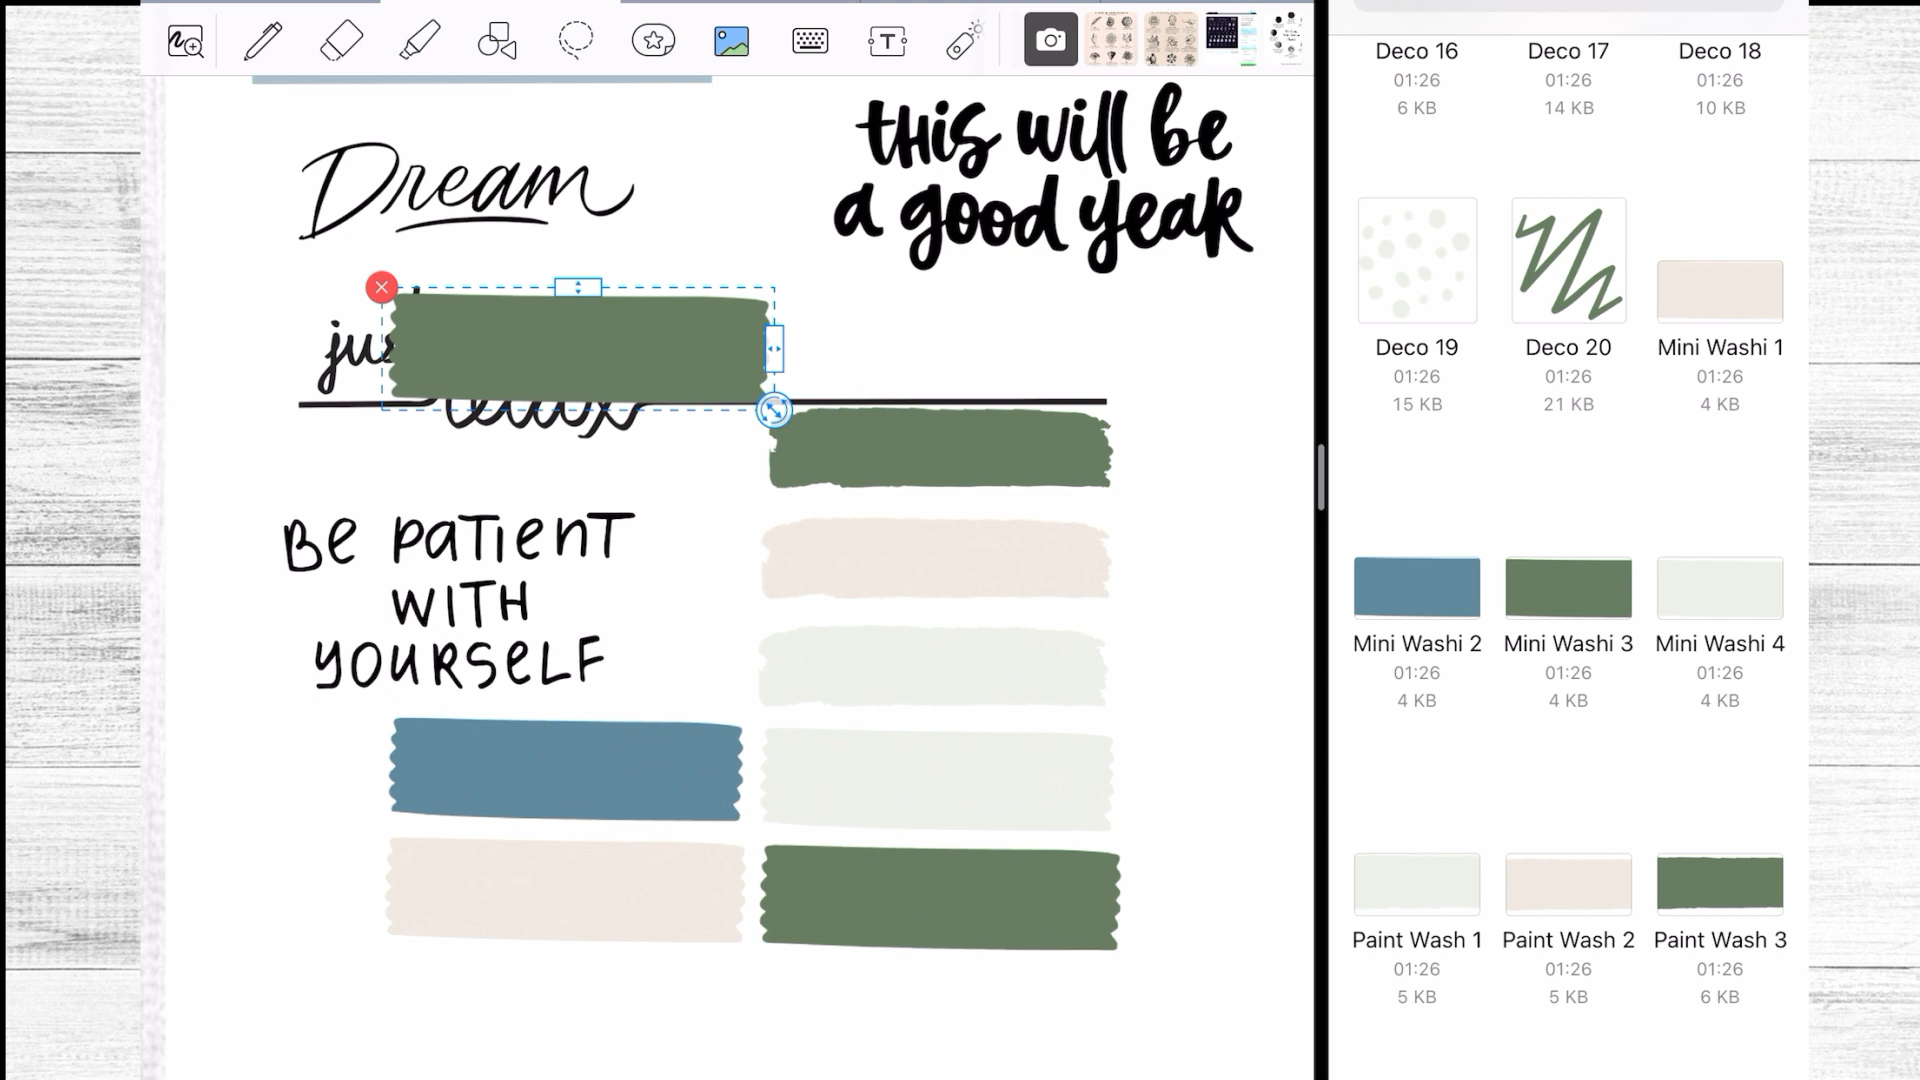 Dream
this will be
a good year
Be patient
with
yourself
Deco 16
01:26
6 KB
Deco 17
01:26
14 KB
Deco 18
01:26
10 KB
Deco 19
01:26
15 KB
Deco 20
01:26
21 KB
Mini Washi 1
01:26
4 KB
Mini Washi 2
01:26
4 KB
Mini Washi 3
01:26
4 KB
Mini Washi 4
01:26
4 KB
Paint Wash 1
01:26
5 KB
Paint Wash 2
01:26
5 KB
Paint Wash 3
01:26
6 KB